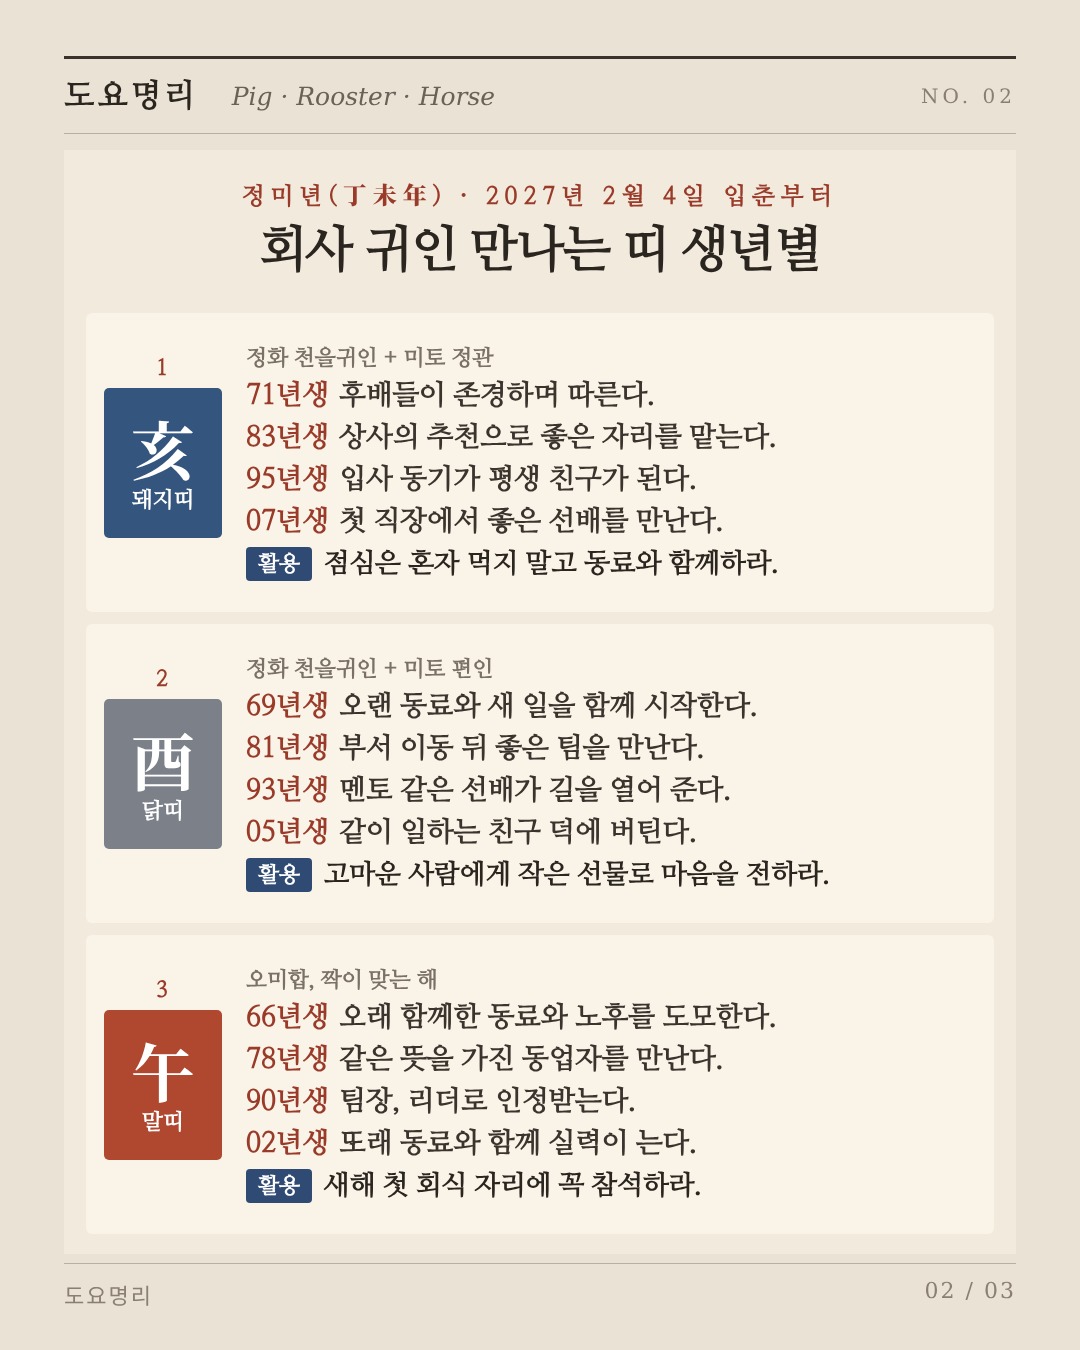 도요명리 Pig · Rooster · Horse NO. 02
정미년(丁未年) · 2027년 2월 4일 입춘부터
회사 귀인 만나는 띠 생년별
1
亥
돼지띠
정화 천을귀인 + 미토 정관
71년생 후배들이 존경하며 따른다.
83년생 상사의 추천으로 좋은 자리를 맡는다.
95년생 입사 동기가 평생 친구가 된다.
07년생 첫 직장에서 좋은 선배를 만난다.
활용 점심은 혼자 먹지 말고 동료와 함께하라.
2
酉
닭띠
정화 천을귀인 + 미토 편인
69년생 오랜 동료와 새 일을 함께 시작한다.
81년생 부서 이동 뒤 좋은 팀을 만난다.
93년생 멘토 같은 선배가 길을 열어 준다.
05년생 같이 일하는 친구 덕에 버틴다.
활용 고마운 사람에게 작은 선물로 마음을 전하라.
3
午
말띠
오미합, 짝이 맞는 해
66년생 오래 함께한 동료와 노후를 도모한다.
78년생 같은 뜻을 가진 동업자를 만난다.
90년생 팀장, 리더로 인정받는다.
02년생 또래 동료와 함께 실력이 는다.
활용 새해 첫 회식 자리에 꼭 참석하라.
도요명리 02 / 03